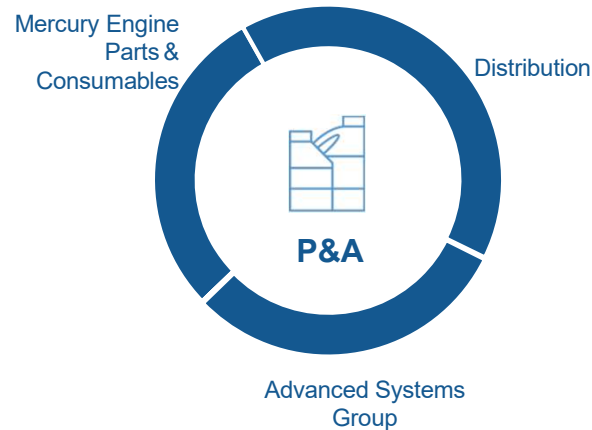 Mercury Engine
Parts &
Consumables
Distribution
P&A
Advanced Systems
Group